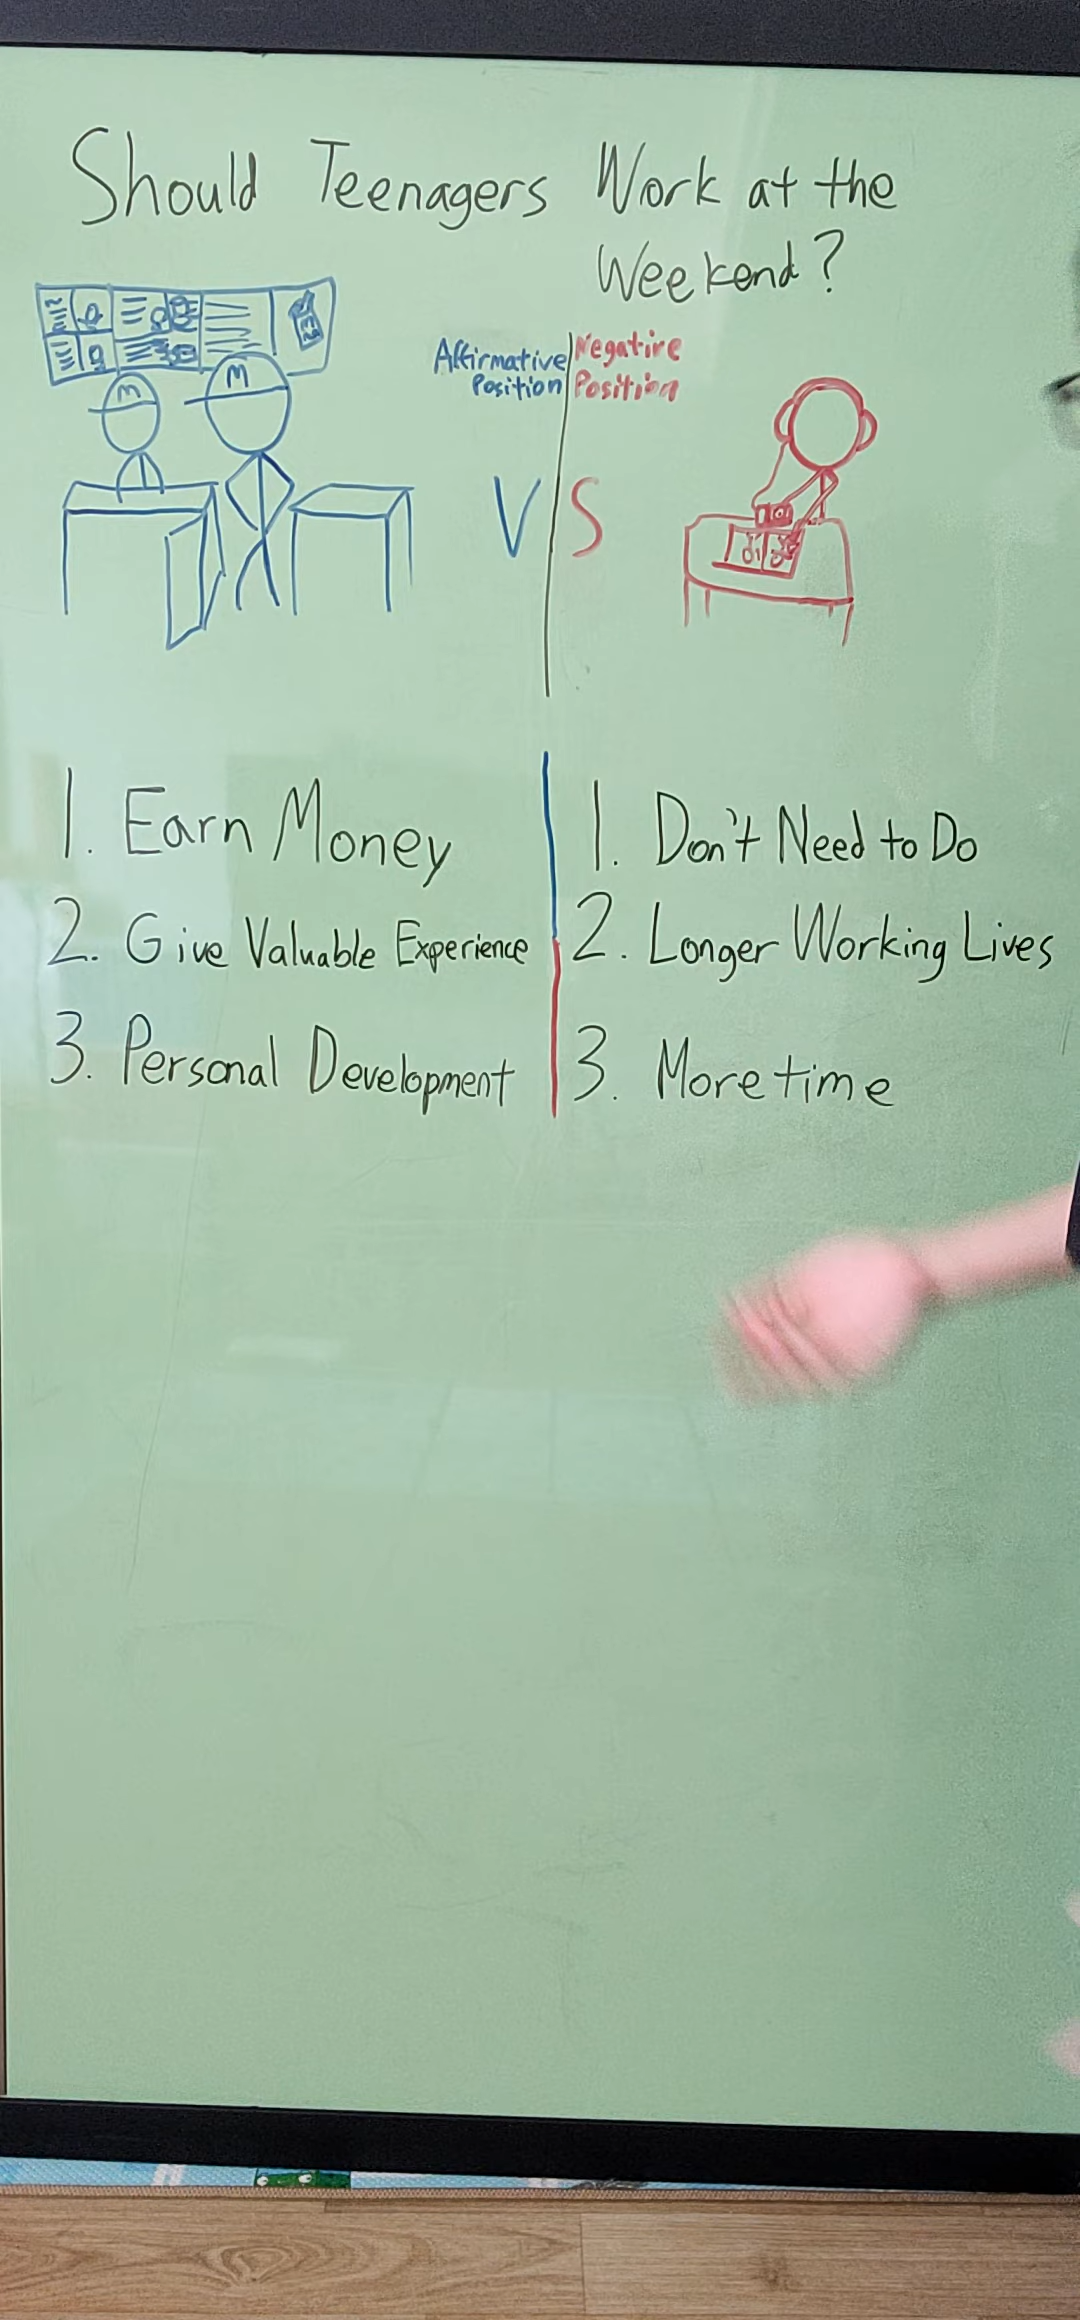 Should Teenagers Work at the
Weekend?
M
M
Affirmative
Position
Negative
Position
V S
1. Earn Money
2. Give Valuable Experience
3. Personal Development
1. Don't Need to Do
2. Longer Working Lives
3. More time